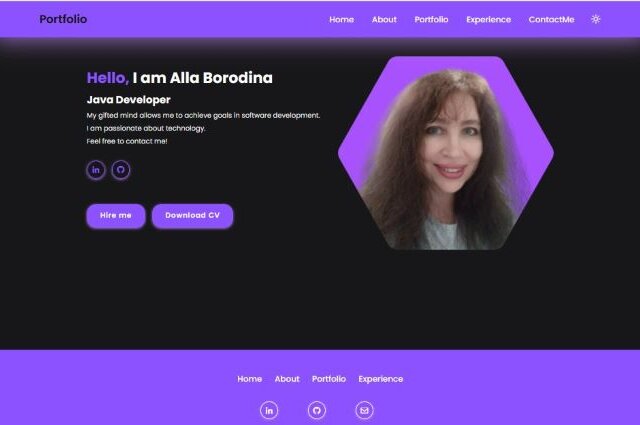 Portfolio
Home About Portfolio Experience ContactMe
Hello, I am Alla Borodina
Java Developer
My gifted mind allows me to achieve goals in software development.
I am passionate about technology.
Feel free to contact me!
in
Hire me Download CV
Home About Portfolio Experience
in